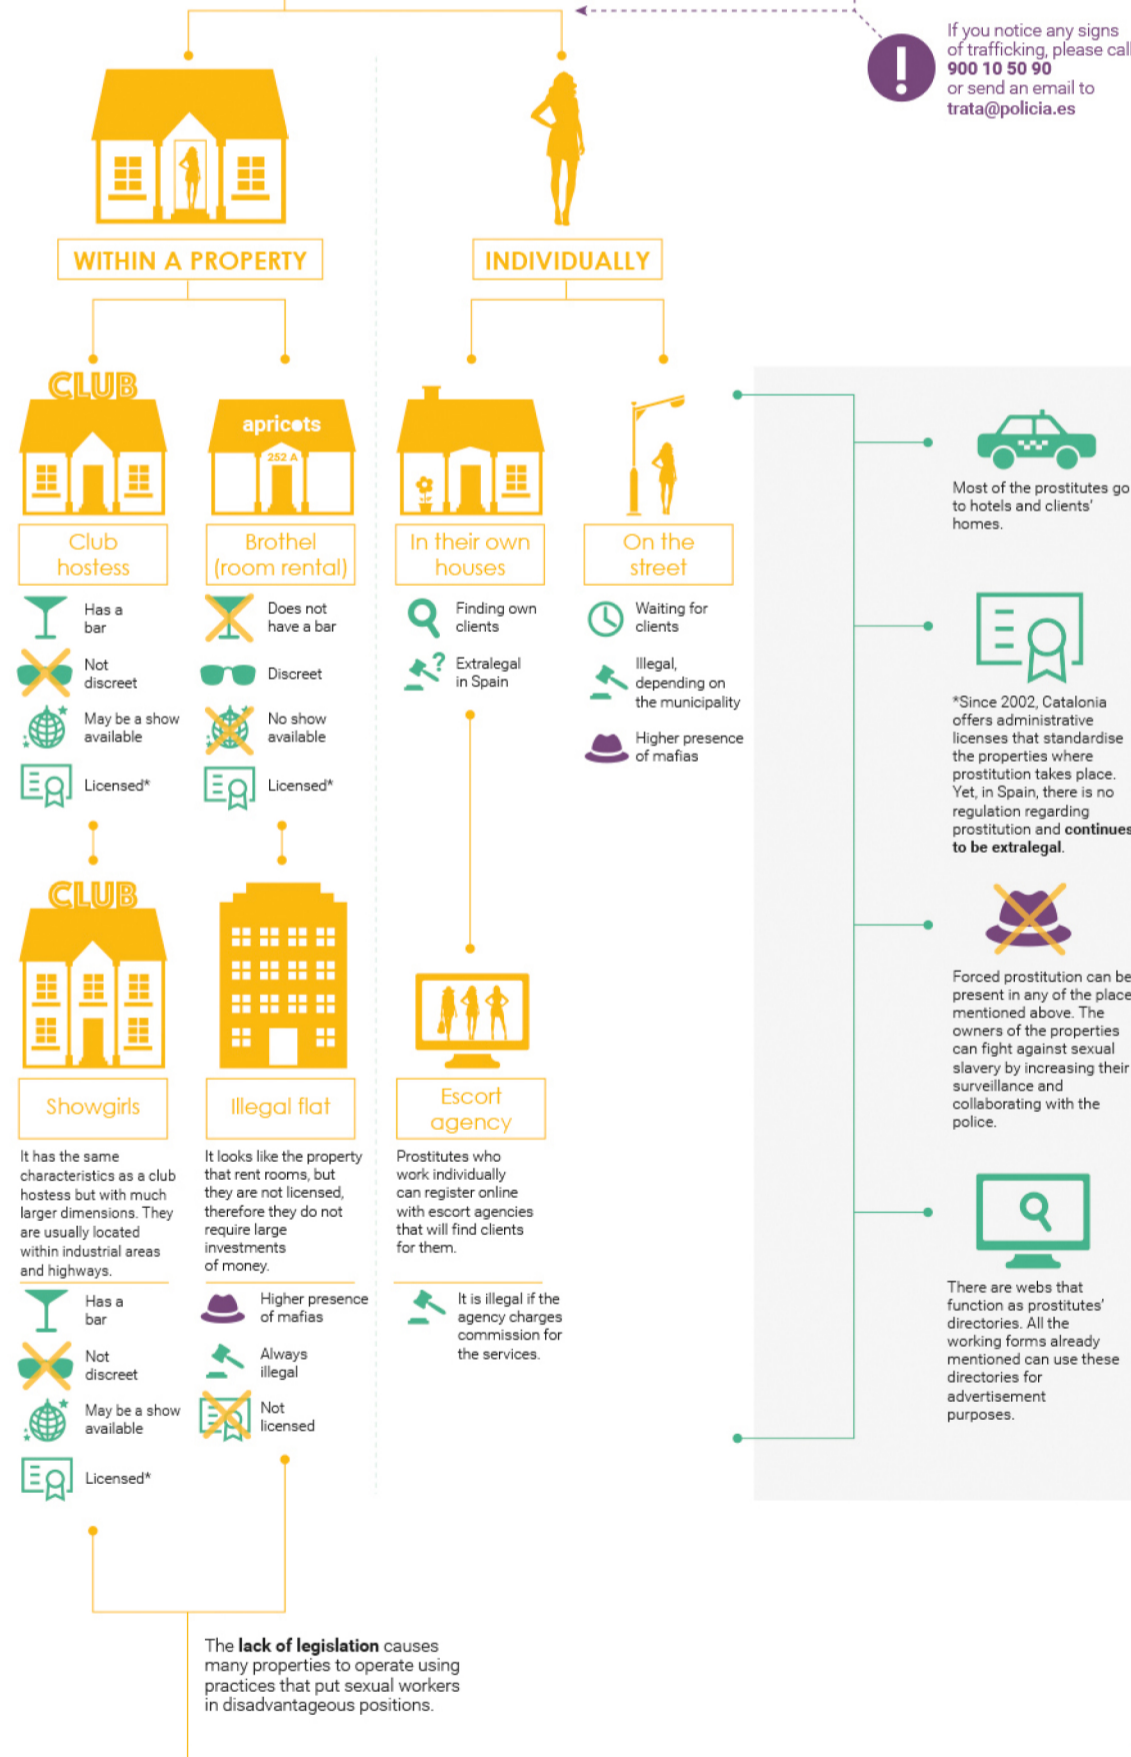 If you notice any signs
of trafficking, please call
900 10 50 90
or send an email to
trata@policia.es
WITHIN A PROPERTY
INDIVIDUALLY
CLUB
apricots
252 A
Club
hostess
Brothel
(room rental)
In their own
houses
On the
street
Has a
bar
Not
discreet
May be a show
available
Licensed*
Does not
have a bar
Discreet
No show
available
Licensed*
Finding own
clients
?
Extralegal
in Spain
Waiting for
clients
Illegal,
depending on
the municipality
Higher presence
of mafias
CLUB
Showgirls
It has the same
characteristics as a club
hostess but with much
larger dimensions. They
are usually located
within industrial areas
and highways.
Has a
bar
Not
discreet
May be a show
available
Licensed*
Illegal flat
It looks like the property
that rent rooms, but
they are not licensed,
therefore they do not
require large
investments
of money.
Higher presence
of mafias
Always
illegal
Not
licensed
Escort
agency
Prostitutes who
work individually
can register online
with escort agencies
that will find clients
for them.
It is illegal if the
agency charges
commission for
the services.
Most of the prostitutes go
to hotels and clients'
homes.
*Since 2002, Catalonia
offers administrative
licenses that standardise
the properties where
prostitution takes place.
Yet, in Spain, there is no
regulation regarding
prostitution and continues
to be extralegal.
Forced prostitution can be
present in any of the place
mentioned above. The
owners of the properties
can fight against sexual
slavery by increasing their
surveillance and
collaborating with the
police.
There are webs that
function as prostitutes'
directories. All the
working forms already
mentioned can use these
directories for
advertisement
purposes.
The lack of legislation causes
many properties to operate using
practices that put sexual workers
in disadvantageous positions.